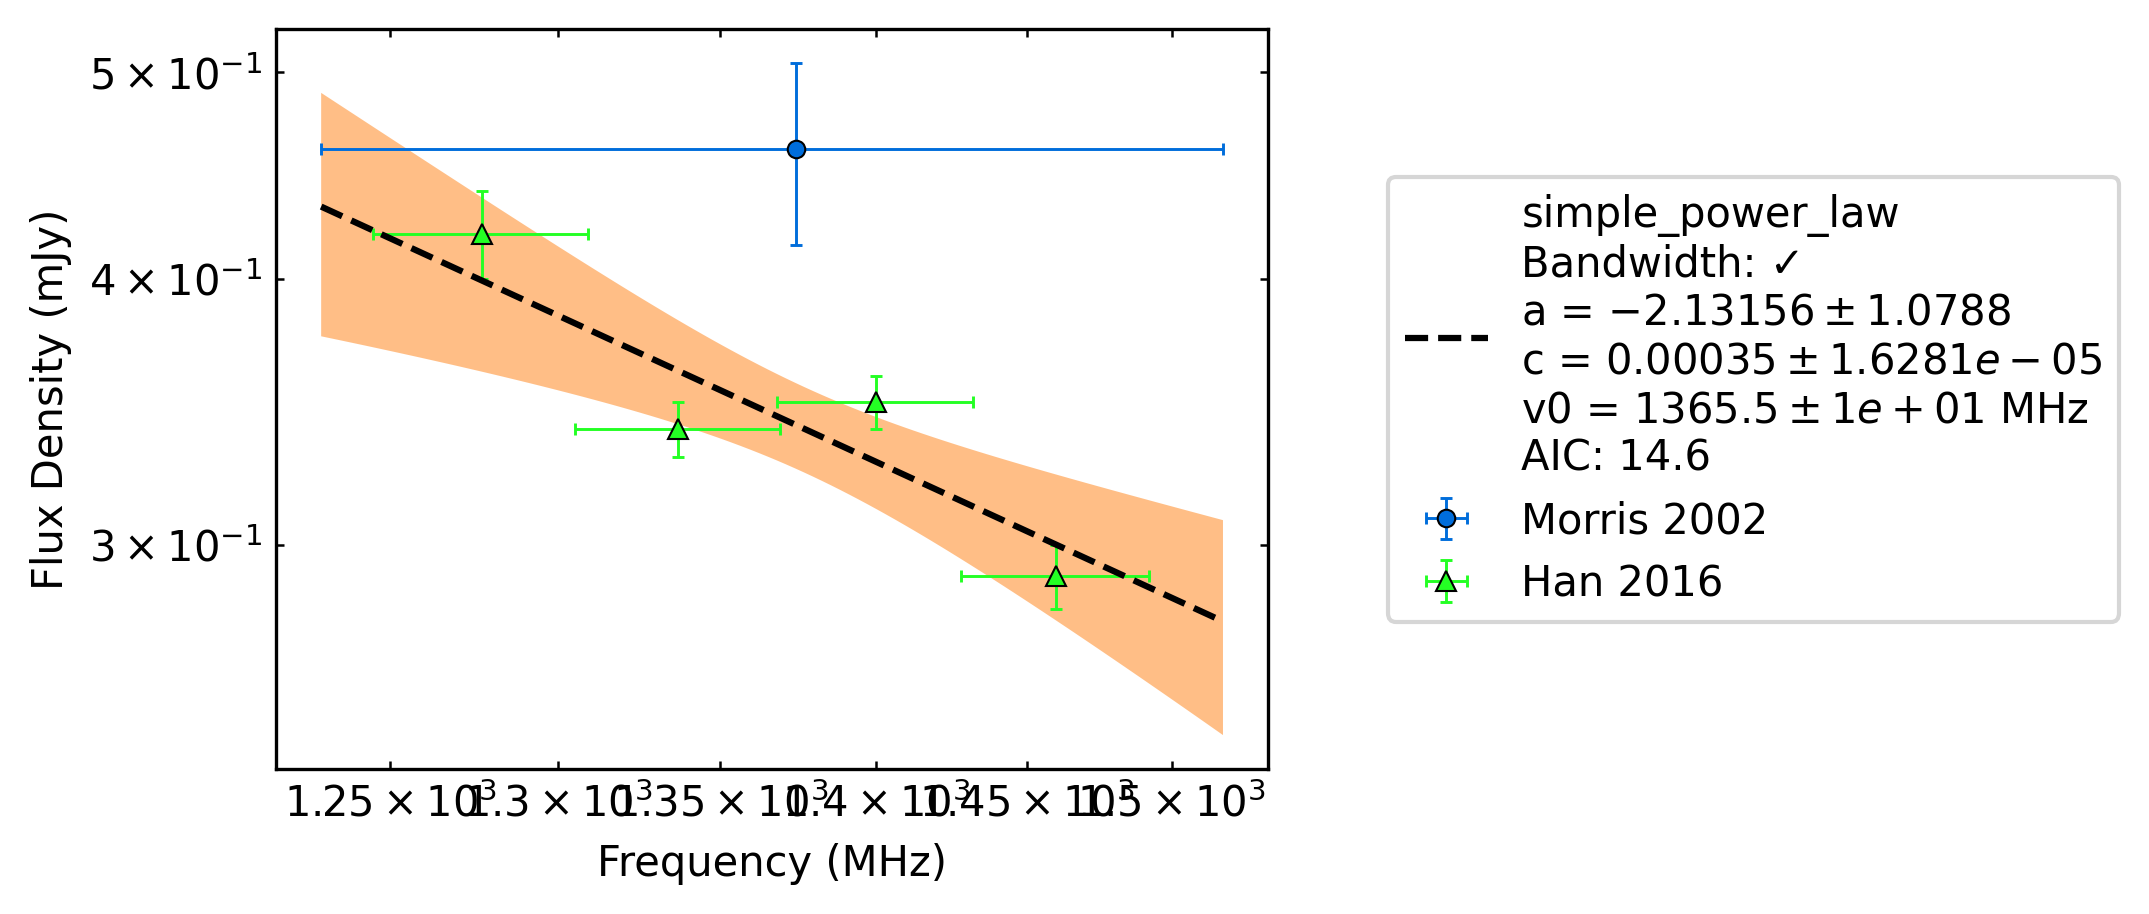 5 × 10⁻¹
4 × 10⁻¹
3 × 10⁻¹
Flux Density (mJy)
1.25 × 10³
1.3 × 10³
1.35 × 10³
1.4 × 10³
1.45 × 10³
1.5 × 10³
Frequency (MHz)
simple_power_law
Bandwidth: ✓
a = −2.13156 ± 1.0788
c = 0.00035 ± 1.6281e − 05
v0 = 1365.5 ± 1e + 01 MHz
AIC: 14.6
Morris 2002
Han 2016